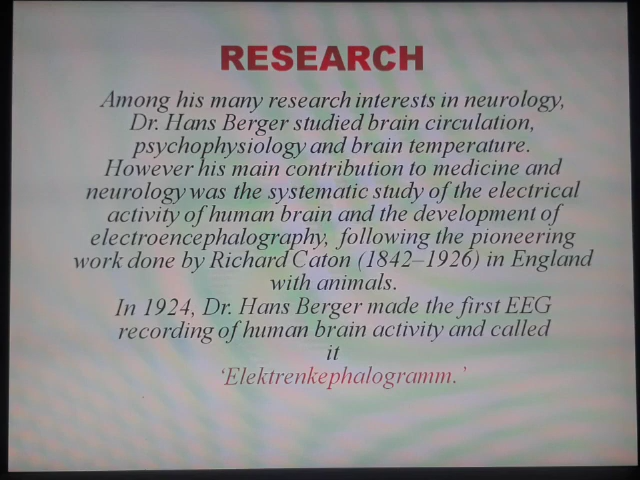 RESEARCH
Among his many research interests in neurology,
Dr. Hans Berger studied brain circulation,
psychophysiology and brain temperature.
However his main contribution to medicine and
neurology was the systematic study of the electrical
activity of human brain and the development of
electroencephalography, following the pioneering
work done by Richard Caton (1842–1926) in England
with animals.
In 1924, Dr. Hans Berger made the first EEG
recording of human brain activity and called
it
‘Elektrenkephalogramm.’